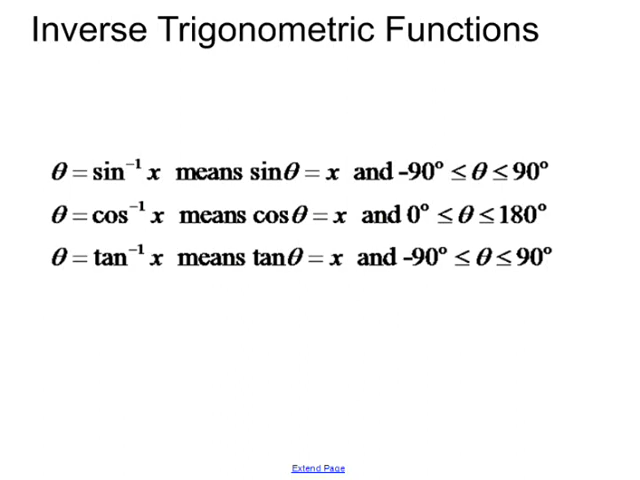 Inverse Trigonometric Functions
θ = sin⁻¹ x means sinθ = x and -90° ≤ θ ≤ 90°
θ = cos⁻¹ x means cosθ = x and 0° ≤ θ ≤ 180°
θ = tan⁻¹ x means tanθ = x and -90° ≤ θ ≤ 90°
Extend Page